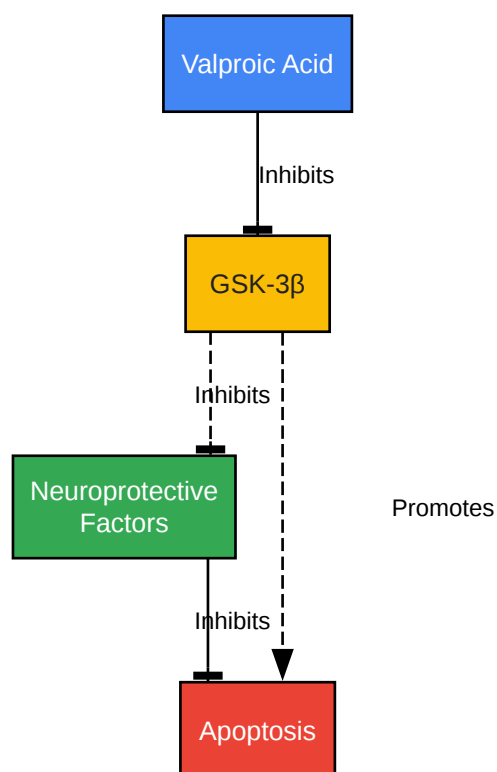 Valproic Acid
Inhibits
GSK-3β
Inhibits
Neuroprotective
Factors
Promotes
Inhibits
Apoptosis